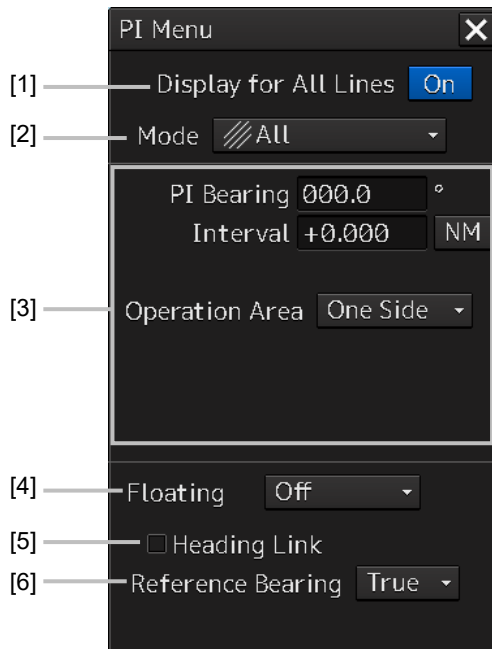 PI Menu
[1] Display for All Lines On
[2] Mode All
PI Bearing 000.0 °
Interval +0.000 NM
[3] Operation Area One Side
[4] Floating Off
[5] Heading Link
[6] Reference Bearing True